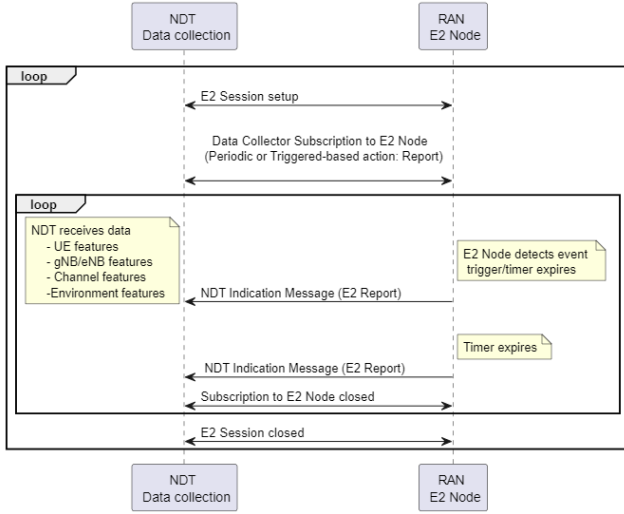 NDT
Data collection
RAN
E2 Node
loop
E2 Session setup
Data Collector Subscription to E2 Node
(Periodic or Triggered-based action: Report)
loop
NDT receives data
- UE features
- gNB/eNB features
- Channel features
-Environment features
E2 Node detects event
trigger/timer expires
NDT Indication Message (E2 Report)
Timer expires
NDT Indication Message (E2 Report)
Subscription to E2 Node closed
E2 Session closed
NDT
Data collection
RAN
E2 Node